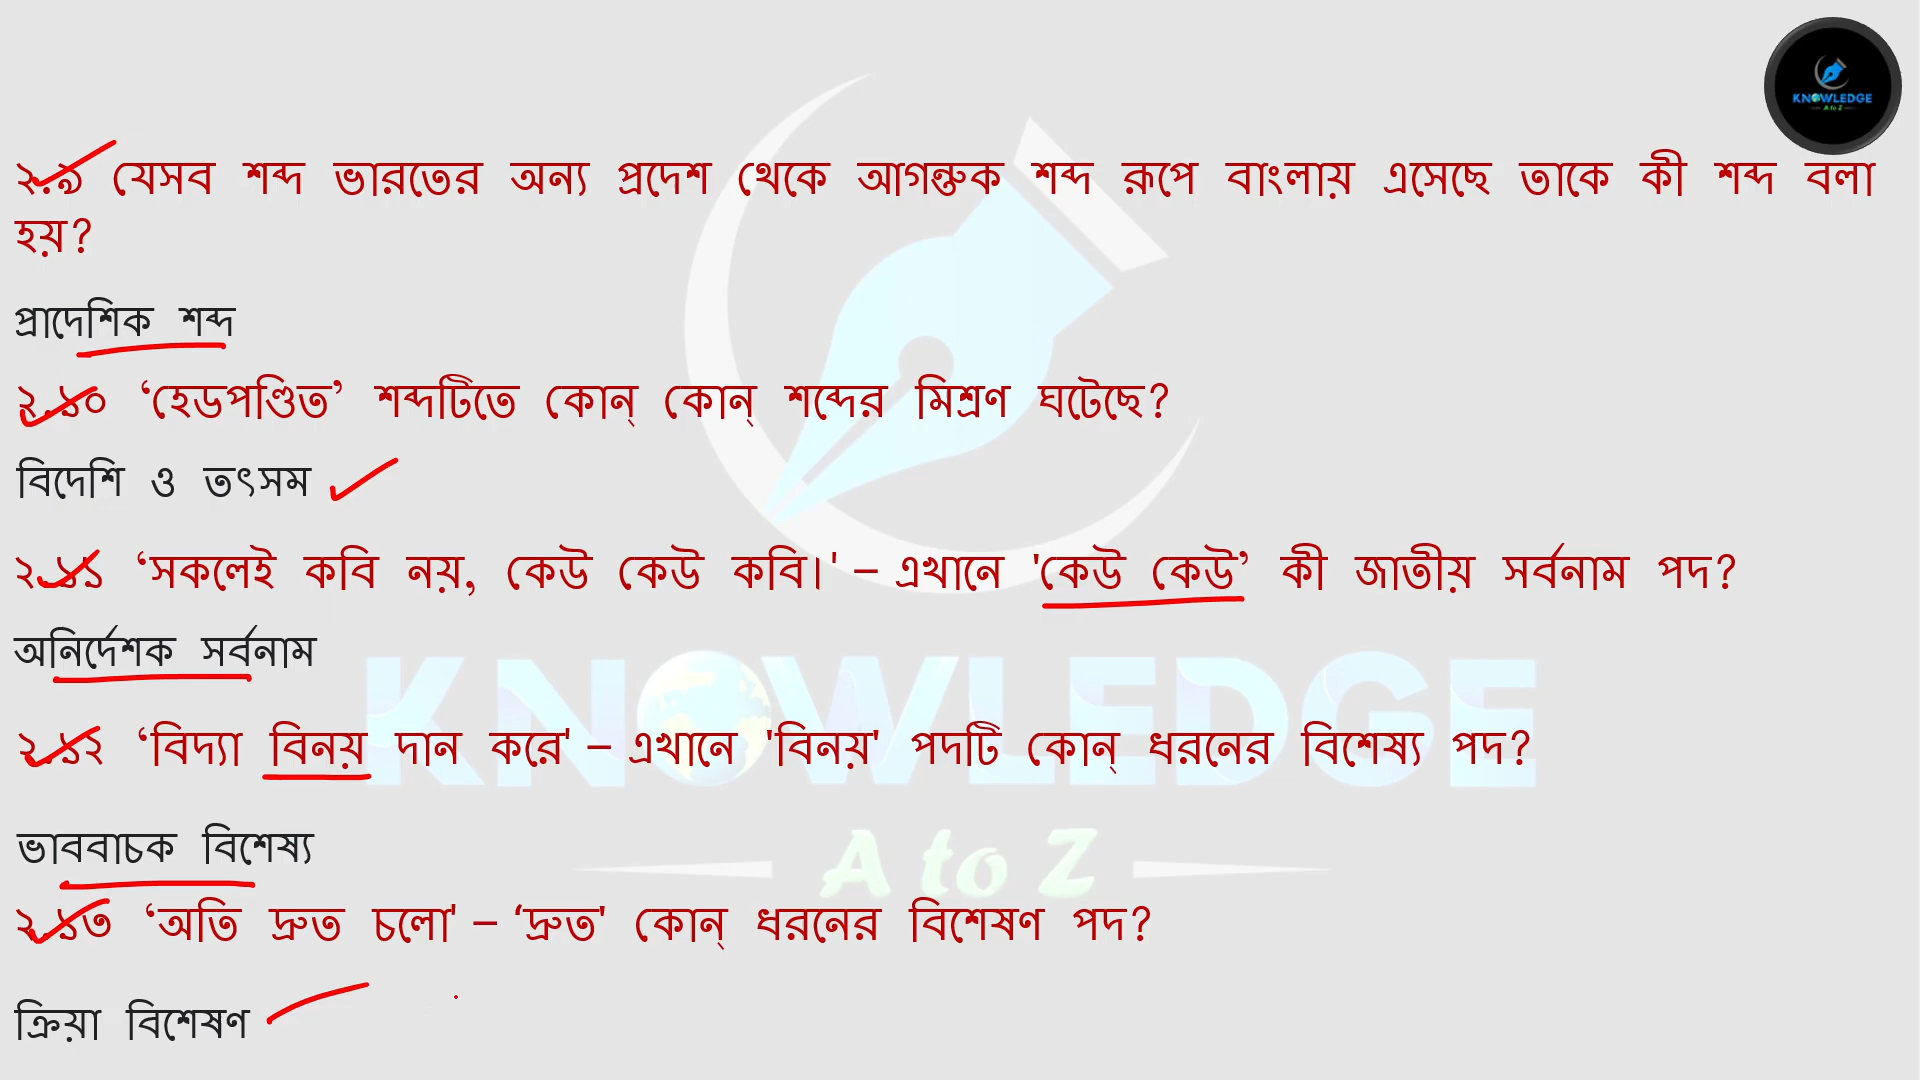 KNOWLEDGE
A to Z
২.৯ যেসব শব্দ ভারতের অন্য প্রদেশ থেকে আগন্তুক শব্দ রূপে বাংলায় এসেছে তাকে কী শব্দ বলা
হয়?
প্রাদেশিক শব্দ
২.১০ ‘হেডপণ্ডিত’ শব্দটিতে কোন্ কোন্ শব্দের মিশ্রণ ঘটেছে?
বিদেশি ও তৎসম
২.১১ ‘সকলেই কবি নয়, কেউ কেউ কবি।' – এখানে 'কেউ কেউ’ কী জাতীয় সর্বনাম পদ?
অনির্দেশক সর্বনাম
২.১২ ‘বিদ্যা বিনয় দান করে' – এখানে 'বিনয়' পদটি কোন্ ধরনের বিশেষ্য পদ?
KNOWLEDGE
ভাববাচক বিশেষ্য
A to Z
২.১৩ ‘অতি দ্রুত চলো' – ‘দ্রুত' কোন্ ধরনের বিশেষণ পদ?
ক্রিয়া বিশেষণ